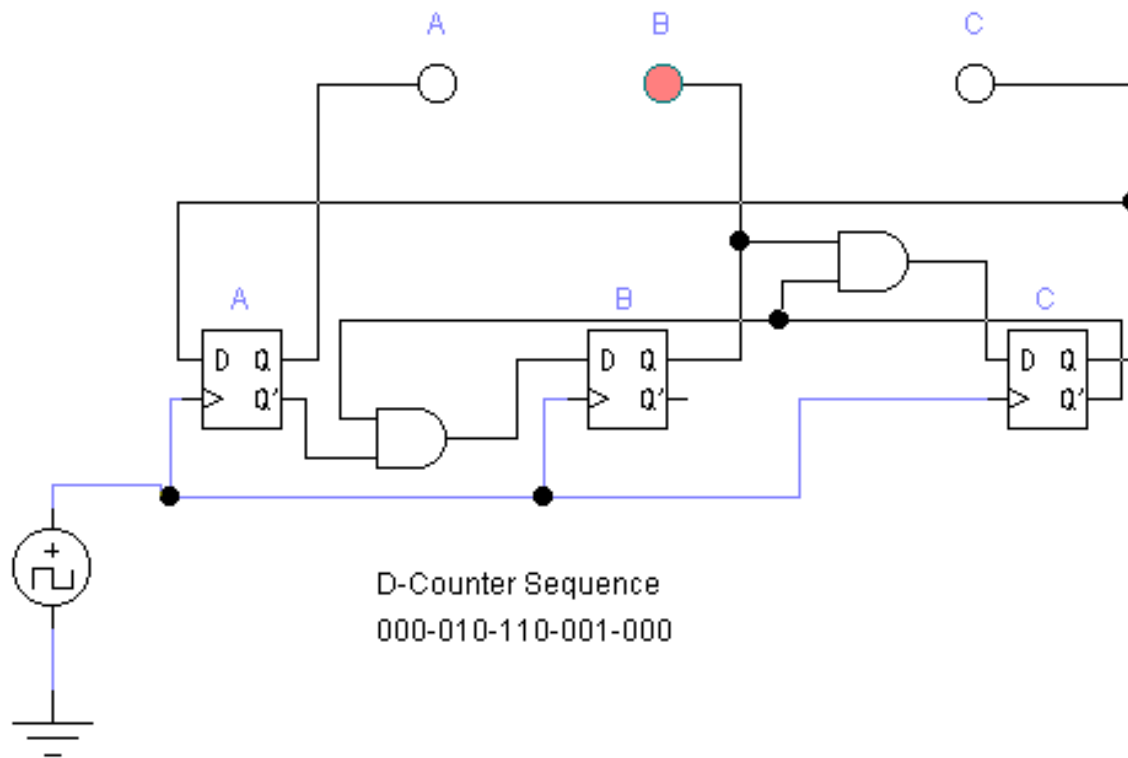 A B C
A B C
D Q D Q D Q
Q' Q' Q'
+
D-Counter Sequence
000-010-110-001-000